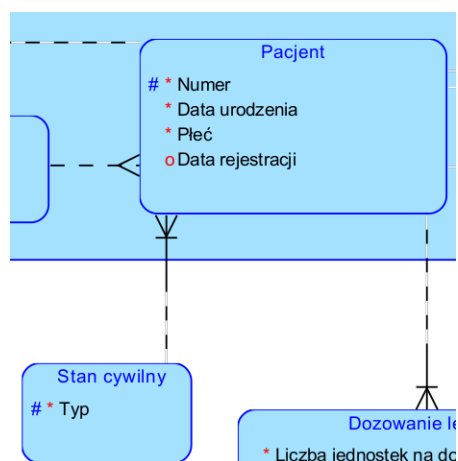 Pacjent
# * Numer
* Data urodzenia
* Płeć
o Data rejestracji
Stan cywilny
# * Typ
Dozowanie
* Liczba jednostek na